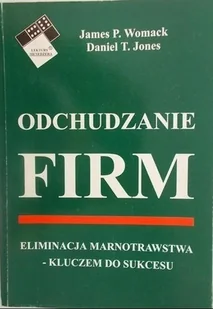 James P. Womack
Daniel T. Jones
ODCHUDZANIE
FIRM
ELIMINACJA MARNOTRAWSTWA
- KLUCZEM DO SUKCESU